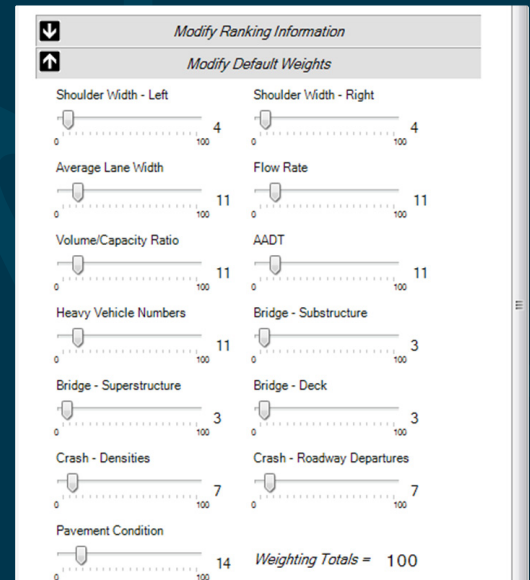 Modify Ranking Information
Modify Default Weights
Shoulder Width - Left Shoulder Width - Right
4 4
0 100 0 100
Average Lane Width Flow Rate
11 11
0 100 0 100
Volume/Capacity Ratio AADT
11 11
0 100 0 100
Heavy Vehicle Numbers Bridge - Substructure
11 3
0 100 0 100
Bridge - Superstructure Bridge - Deck
3 3
0 100 0 100
Crash - Densities Crash - Roadway Departures
7 7
0 100 0 100
Pavement Condition
14 Weighting Totals = 100
0 100